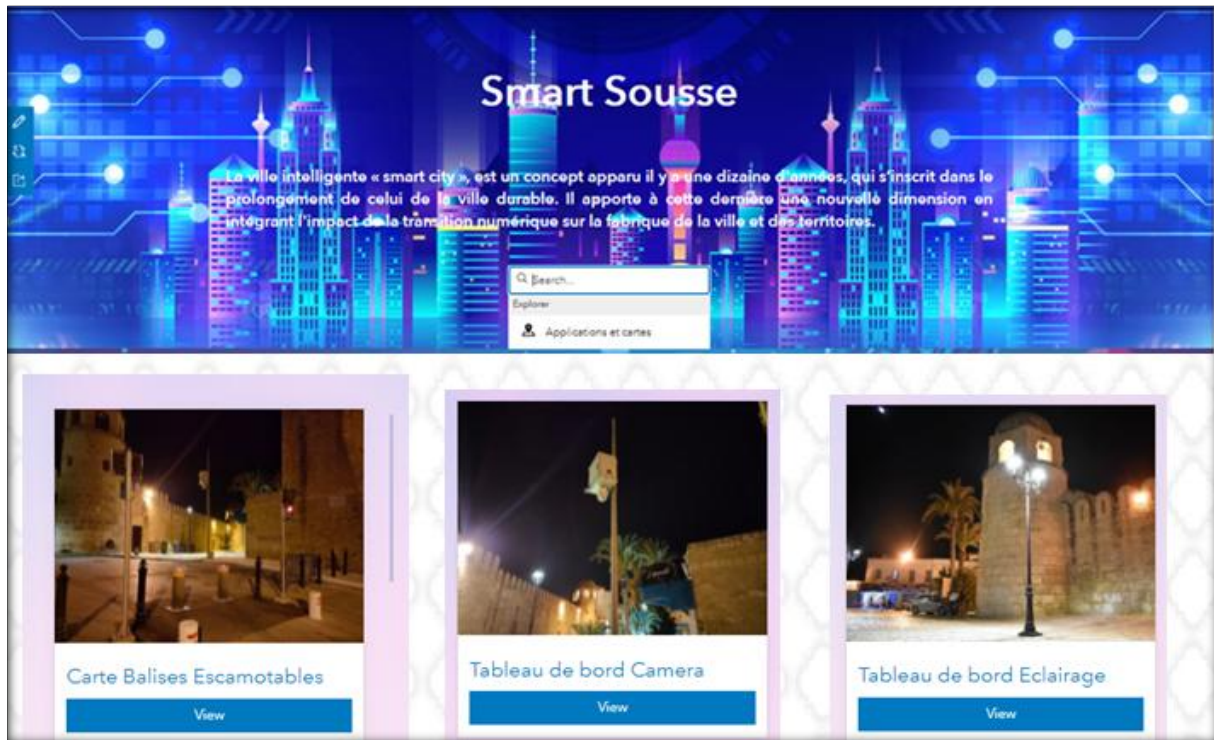 Smart Sousse
La ville intelligente « smart city », est un concept apparu il y a une dizaine d'années, qui s'inscrit dans le
prolongement de celui de la ville durable. Il apporte à cette dernière une nouvelle dimension en
intégrant l'impact de la transition numérique sur la fabrique de la ville et des territoires.
Search...
Explorer
Applications et cartes
Carte Balises Escamotables
View
Tableau de bord Camera
View
Tableau de bord Eclairage
View